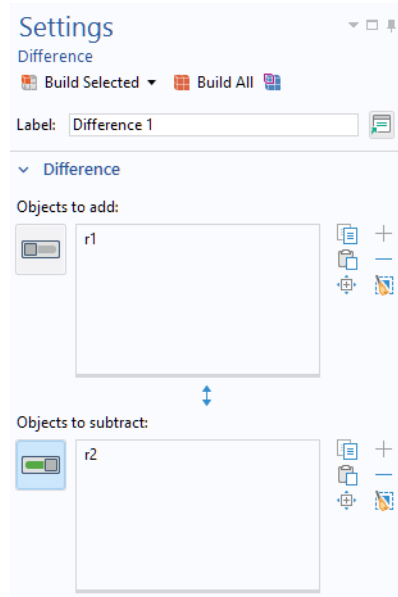 Settings
Difference
Build Selected Build All
Label: Difference 1
Difference
Objects to add:
r1
Objects to subtract:
r2